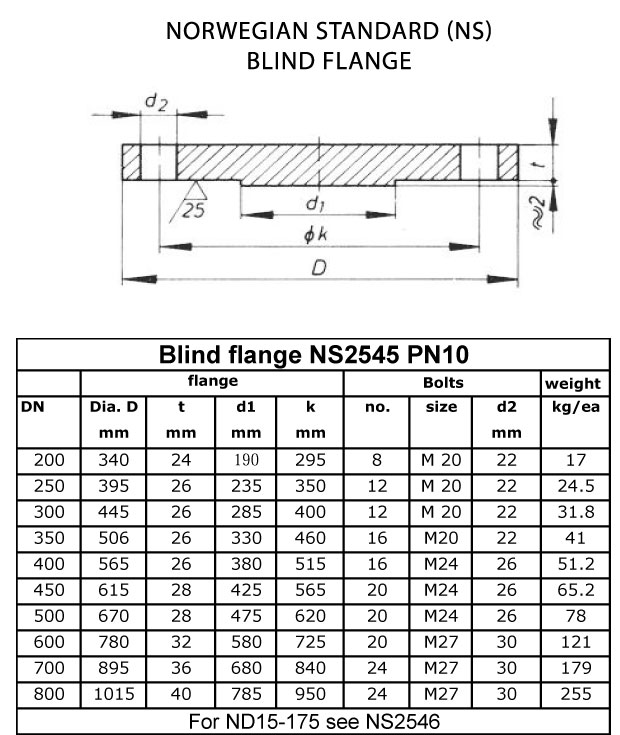 NORWEGIAN STANDARD (NS)
BLIND FLANGE
d2
t
25
d1
≈2
ϕk
D
Blind flange NS2545 PN10
flange Bolts weight
DN Dia. D t d1 k no. size d2 kg/ea
mm mm mm mm mm
200 340 24 190 295 8 M 20 22 17
250 395 26 235 350 12 M 20 22 24.5
300 445 26 285 400 12 M 20 22 31.8
350 506 26 330 460 16 M20 22 41
400 565 26 380 515 16 M24 26 51.2
450 615 28 425 565 20 M24 26 65.2
500 670 28 475 620 20 M24 26 78
600 780 32 580 725 20 M27 30 121
700 895 36 680 840 24 M27 30 179
800 1015 40 785 950 24 M27 30 255
For ND15-175 see NS2546